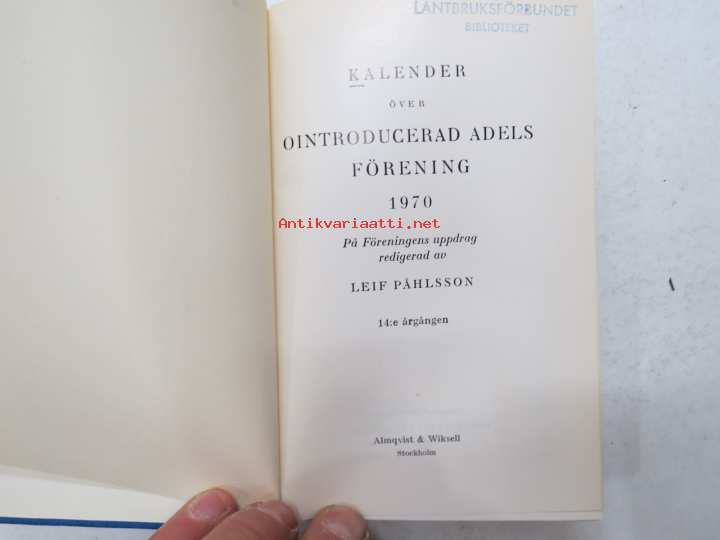 LANTBRUKSFÖRBUNDET
BIBLIOTEKET
KALENDER
ÖVER
OINTRODUCERAD ADELS
FÖRENING
1970
Antikvariaatti.net
På Föreningens uppdrag
redigerad av
LEIF PÅHLSSON
14:e årgången
Almqvist & Wiksell
Stockholm